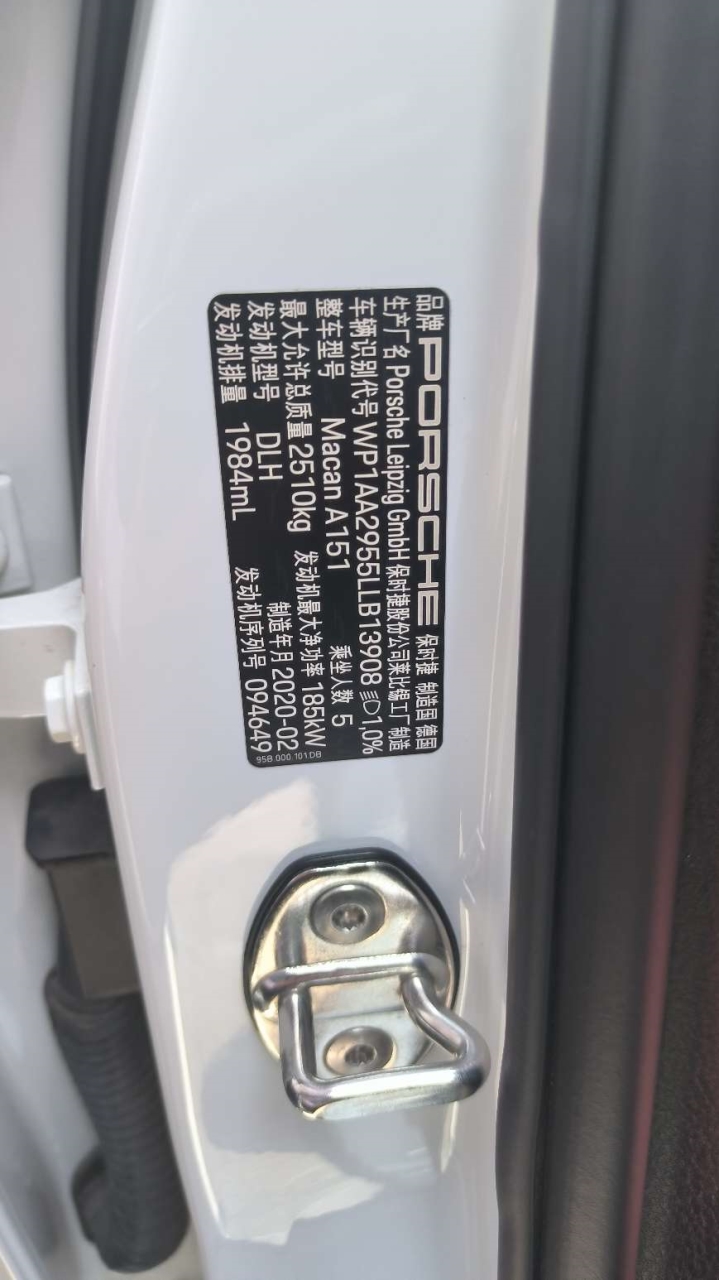 品牌 PORSCHE 保时捷 制造国 德国
生产厂名 Porsche Leipzig GmbH 保时捷股份公司莱比锡工厂制造
车辆识别代号 WP1AA2955LLB13908 1,0%
整车型号 Macan A151 乘坐人数 5
最大允许总质量 2510kg 发动机最大净功率 185kW
发动机型号 DLH 制造年月 2020-02
发动机排量 1984mL 发动机序列号 094649
95B.000.101.DB